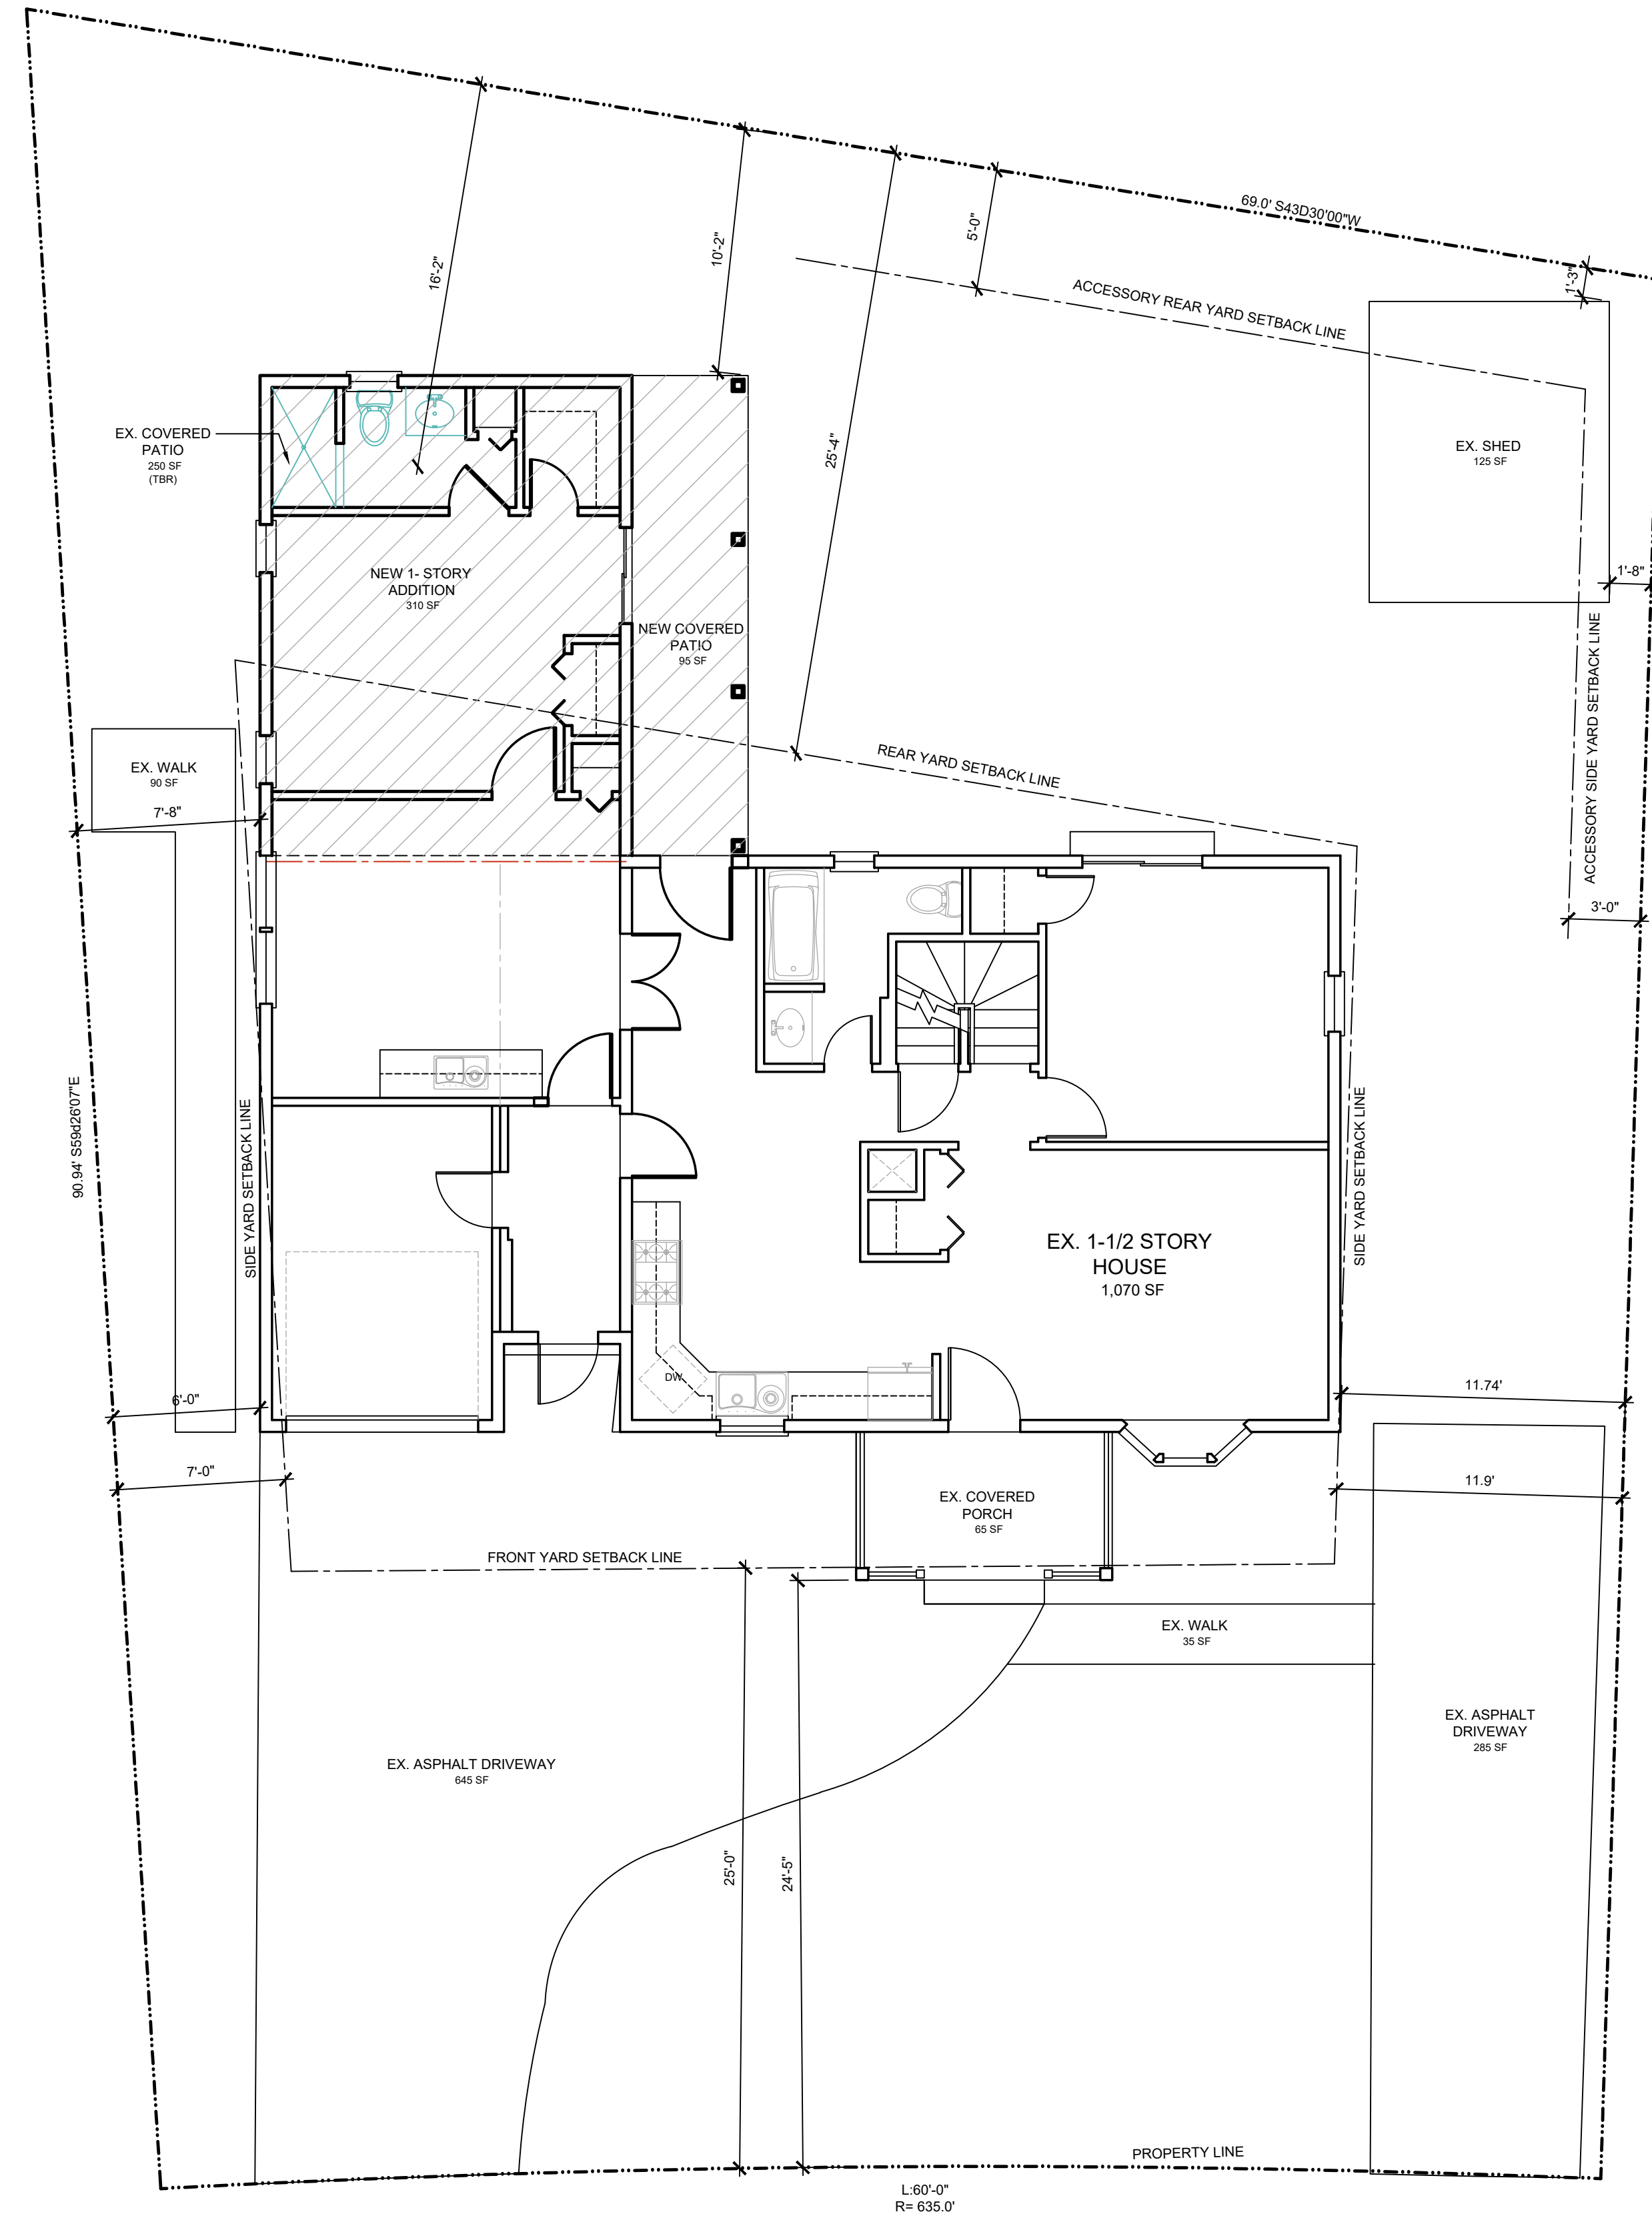 69.0' S43D30'00"W
16'-2"
10'-2"
5'-0"
1'-3"
ACCESSORY REAR YARD SETBACK LINE
EX. COVERED
PATIO
250 SF
(TBR)
25'-4"
EX. SHED
125 SF
NEW 1- STORY
ADDITION
310 SF
1'-8"
NEW COVERED
PATIO
95 SF
ACCESSORY SIDE YARD SETBACK LINE
REAR YARD SETBACK LINE
EX. WALK
90 SF
7'-8"
3'-0"
90.94' S59d26'07"E
SIDE YARD SETBACK LINE
SIDE YARD SETBACK LINE
EX. 1-1/2 STORY
HOUSE
1,070 SF
DW
6'-0"
11.74'
7'-0"
11.9'
EX. COVERED
PORCH
65 SF
FRONT YARD SETBACK LINE
EX. WALK
35 SF
EX. ASPHALT
DRIVEWAY
285 SF
EX. ASPHALT DRIVEWAY
645 SF
25'-0"
24'-5"
PROPERTY LINE
L:60'-0"
R= 635.0'